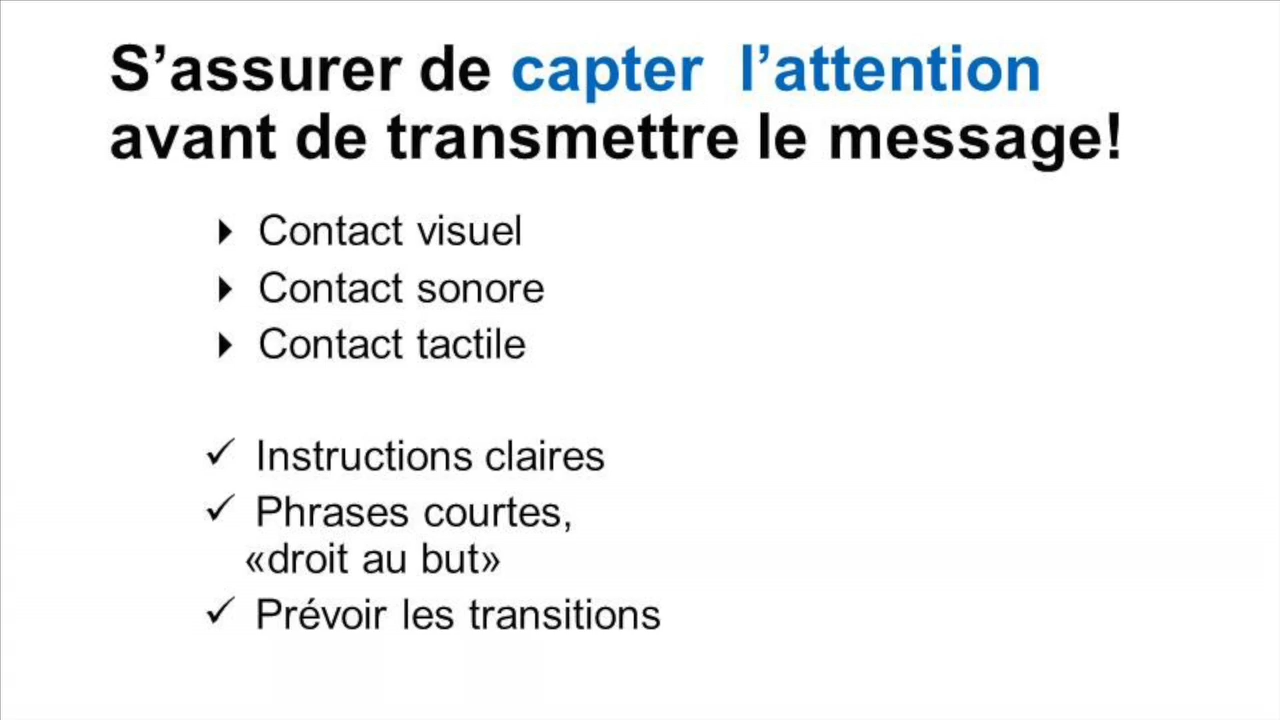 S’assurer de capter  l’attention
avant de transmettre le message!
Contact visuel
Contact sonore
Contact tactile
✓ Instructions claires
✓ Phrases courtes,
«droit au but»
✓ Prévoir les transitions